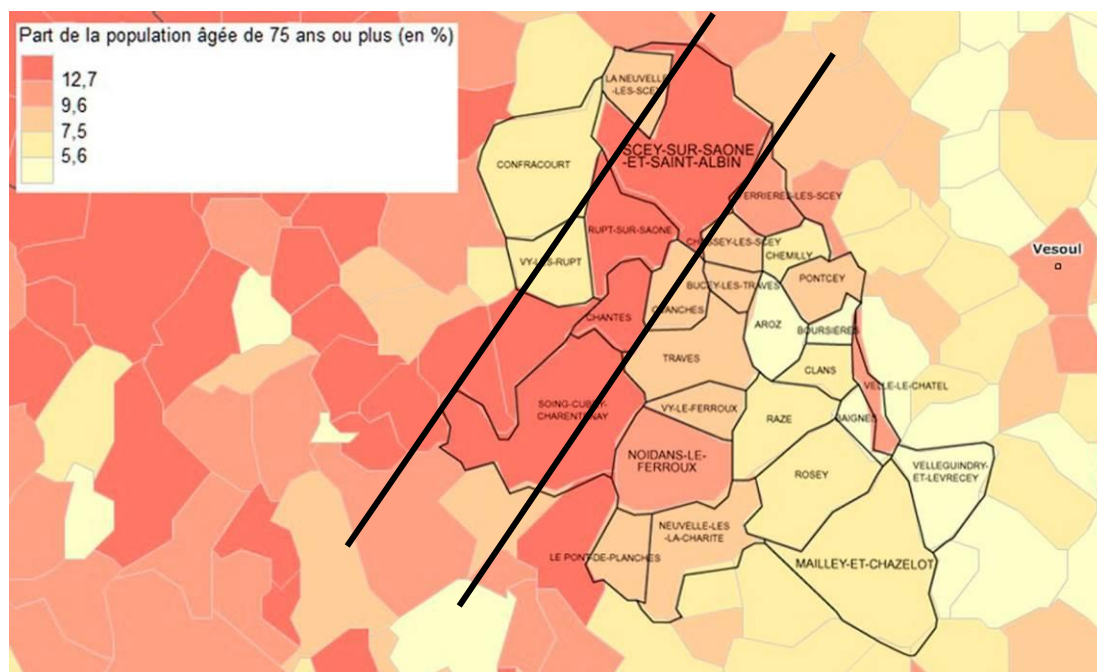 Part de la population âgée de 75 ans ou plus (en %)
12,7
9,6
7,5
5,6
LA NEUVELLE
-LES-SCEY
SCEY-SUR-SAONE
-ET-SAINT-ALBIN
CONFRACOURT
FERRIERES-LES-SCEY
RUPT-SUR-SAONE
CHASSEY-LES-SCEY
CHEMILLY
Vesoul
VY-LES-RUPT
BUCEY-LES-TRAVES
PONTCEY
OVANCHES
CHANTES
AROZ
BOURSIERES
TRAVES
CLANS
VELLE-LE-CHATEL
SOING-CUBRY-
CHARENTENAY
VY-LE-FERROUX
RAZE
BAIGNES
NOIDANS-LE-
FERROUX
ROSEY
VELLEGUINDRY-
ET-LEVRECEY
NEUVELLE-LES
-LA-CHARITE
LE PONT-DE-PLANCHES
MAILLEY-ET-CHAZELOT